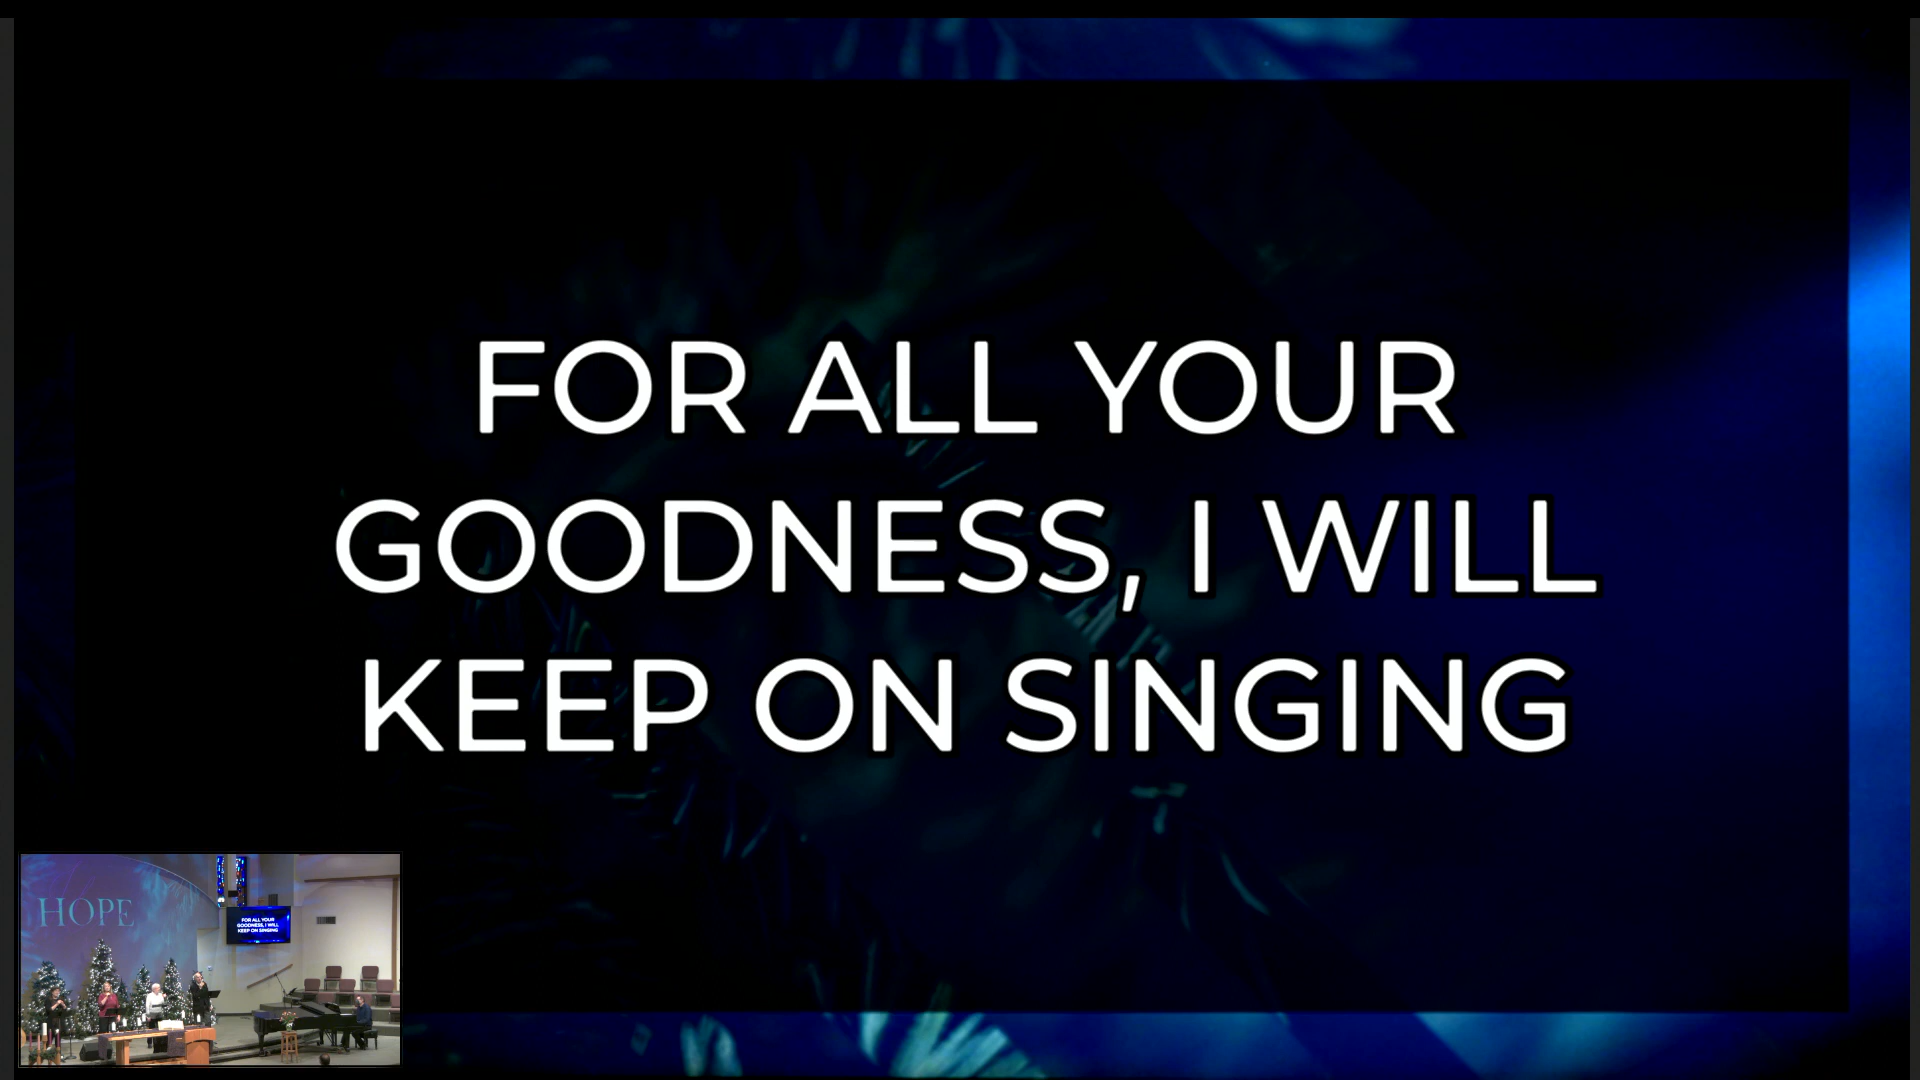 FOR ALL YOUR
GOODNESS, I WILL
KEEP ON SINGING
HOPE
FOR ALL YOUR
GOODNESS, I WILL
KEEP ON SINGING